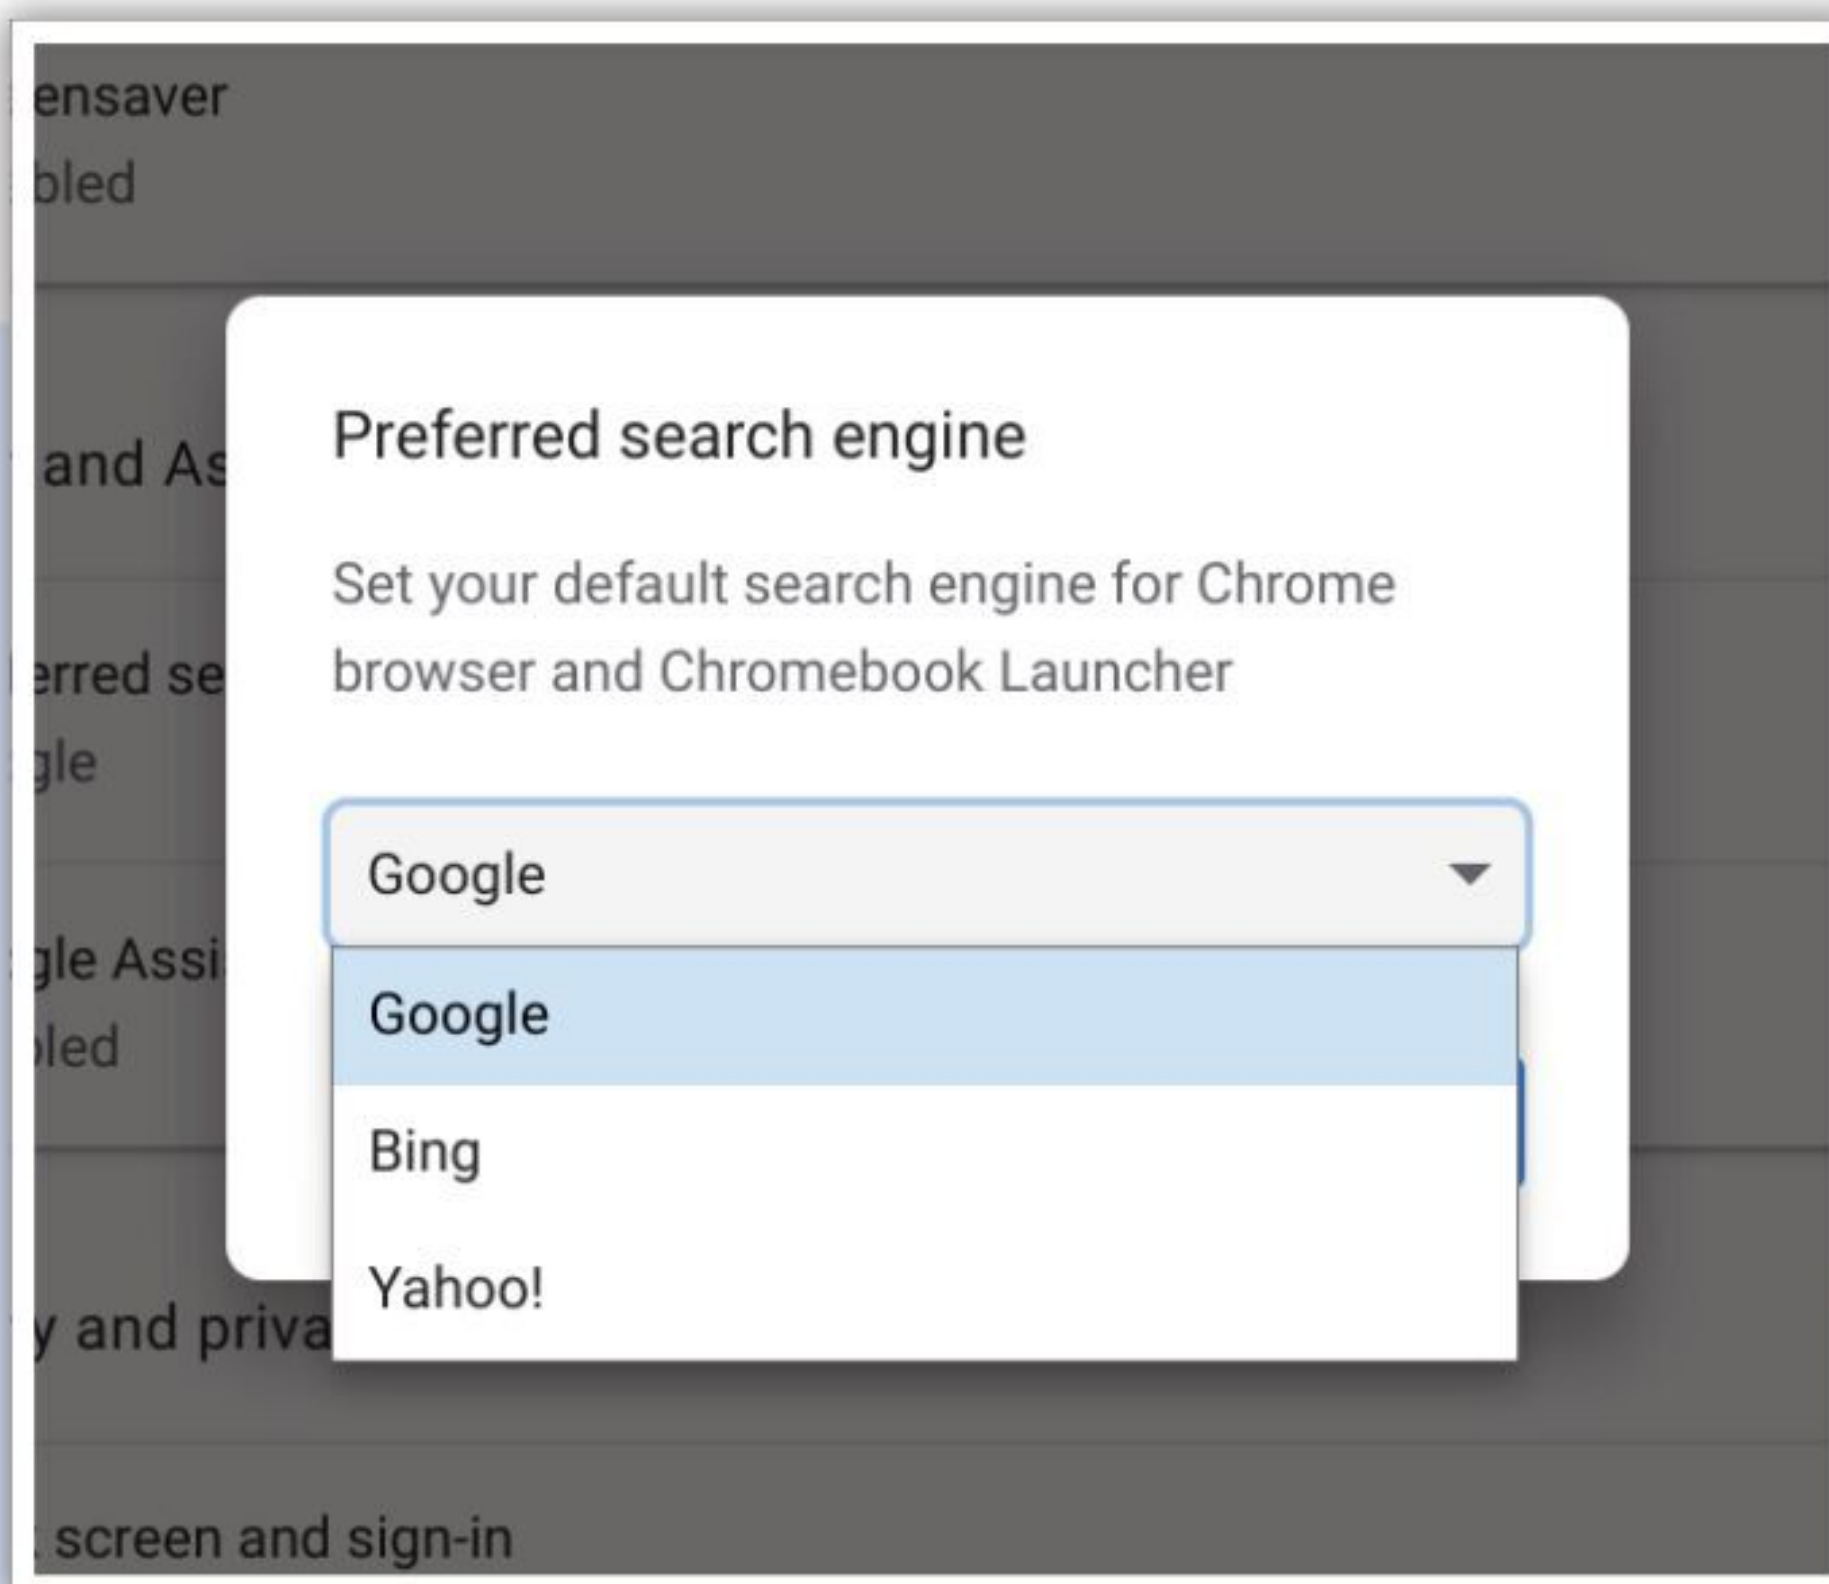 ensaver
bled
and As
Preferred search engine
Set your default search engine for Chrome
browser and Chromebook Launcher
erred se
gle
Google
gle Assi
Google
bled
Bing
Yahoo!
y and priva
screen and sign-in